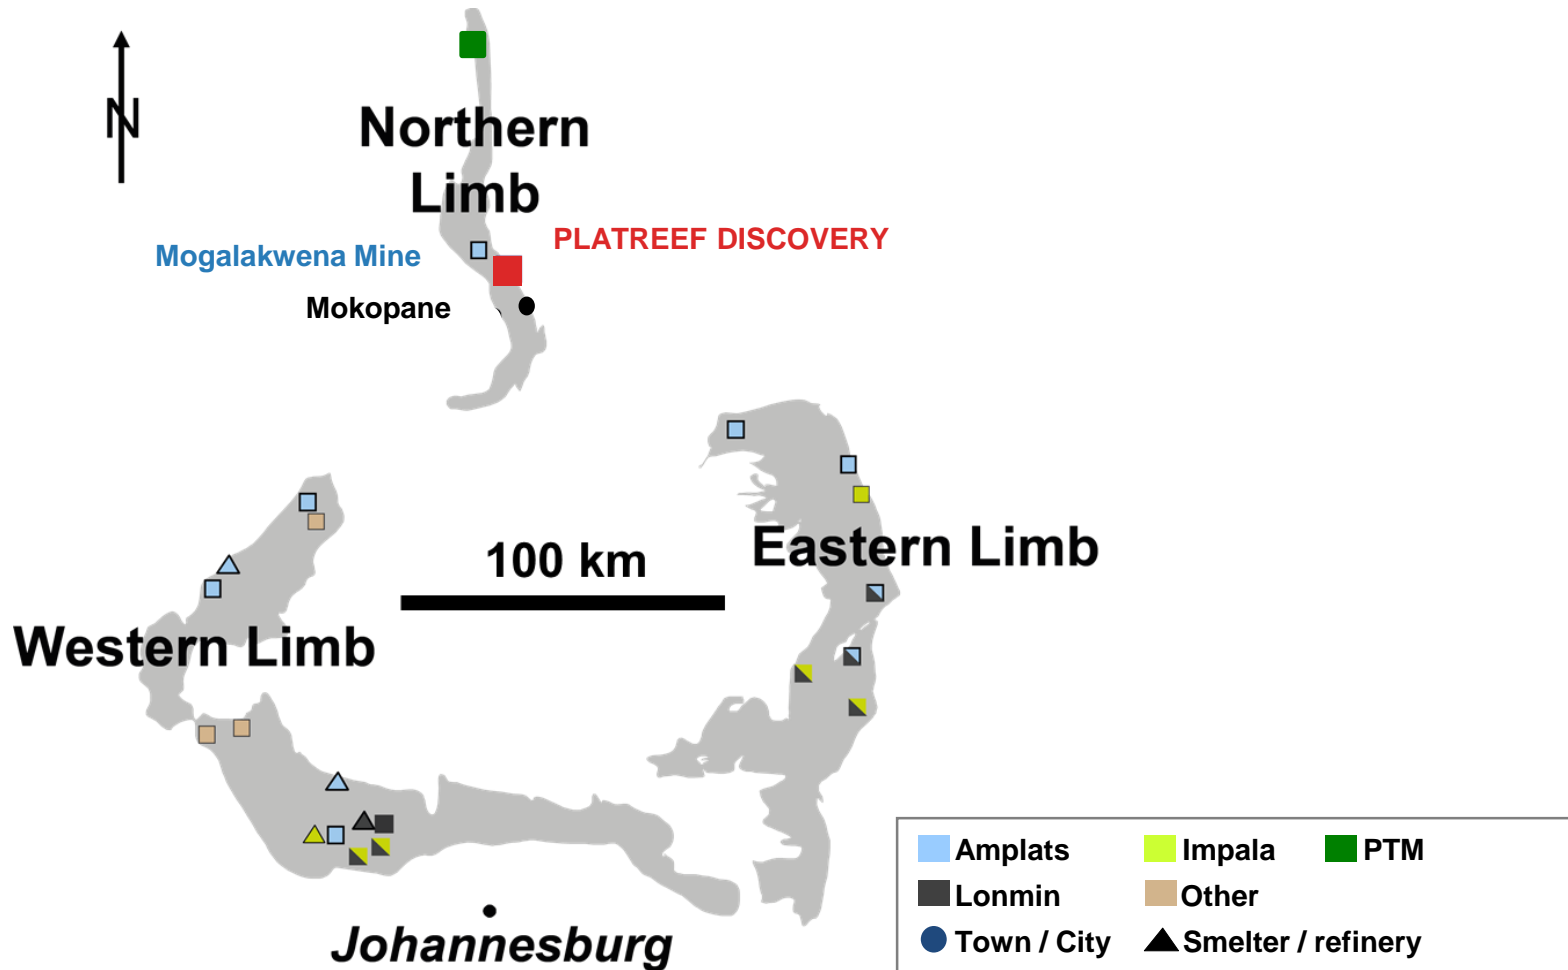 N
Northern
Limb
PLATREEF DISCOVERY
Mogalakwena Mine
Mokopane
100 km
Eastern Limb
Western Limb
Johannesburg
Amplats
Impala
PTM
Lonmin
Other
Town / City
Smelter / refinery